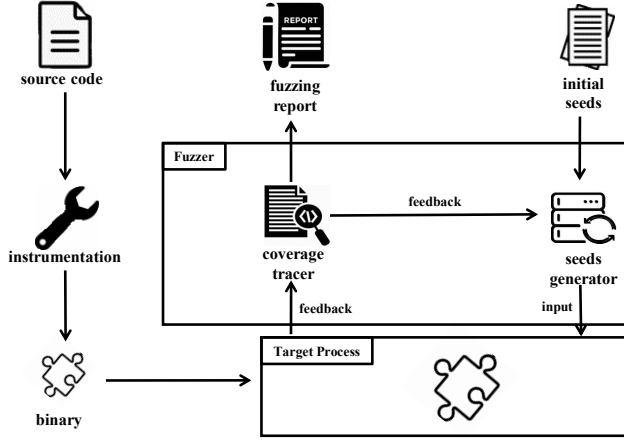 REPORT
source code
fuzzing
report
initial
seeds
Fuzzer
feedback
instrumentation
coverage
tracer
seeds
generator
feedback
input
Target Process
binary